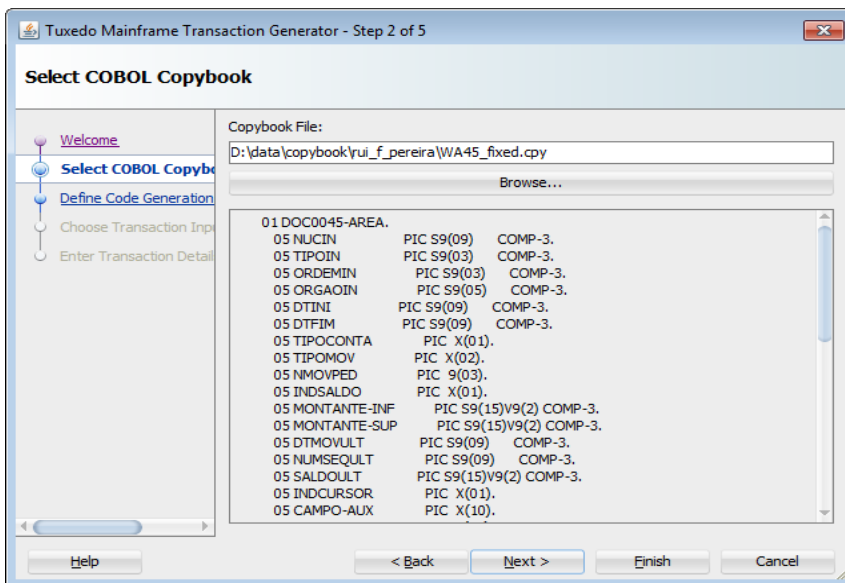 Tuxedo Mainframe Transaction Generator - Step 2 of 5
Select COBOL Copybook
Welcome
Select COBOL Copybo
Define Code Generation
Choose Transaction Inp
Enter Transaction Detail
Copybook File:
D:\data\copybook\rui_f_pereira\WA45_fixed.cpy
Browse...
01 DOC0045-AREA.
05 NUCIN PIC S9(09) COMP-3.
05 TIPOIN PIC S9(03) COMP-3.
05 ORDEMIN PIC S9(03) COMP-3.
05 ORGAOIN PIC S9(05) COMP-3.
05 DTINI PIC S9(09) COMP-3.
05 DTFIM PIC S9(09) COMP-3.
05 TIPOCONTA PIC X(01).
05 TIPOMOV PIC X(02).
05 NMOVPED PIC 9(03).
05 INDSALDO PIC X(01).
05 MONTANTE-INF PIC S9(15)V9(2) COMP-3.
05 MONTANTE-SUP PIC S9(15)V9(2) COMP-3.
05 DTMOVULT PIC S9(09) COMP-3.
05 NUMSEQULT PIC S9(09) COMP-3.
05 SALDOULT PIC S9(15)V9(2) COMP-3.
05 INDCURSOR PIC X(01).
05 CAMPO-AUX PIC X(10).
Help
< Back
Next >
Finish
Cancel